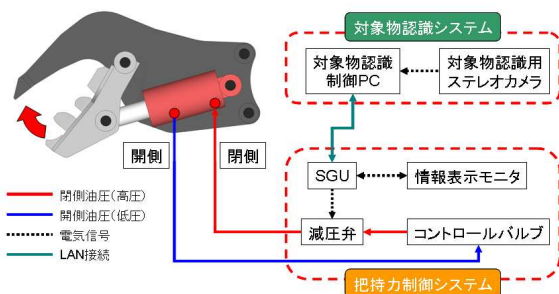 対象物認識システム
対象物認識
制御PC
対象物認識用
ステレオカメラ
開側
閉側
SGU
情報表示モニタ
減圧弁
コントロールバルブ
把持力制御システム
閉側油圧(高圧)
開側油圧(低圧)
電気信号
LAN接続